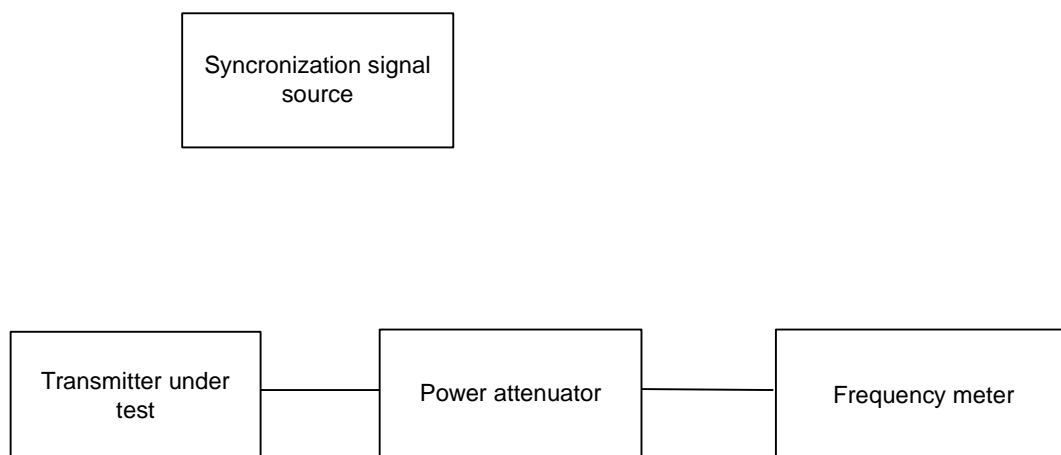 Syncronization signal
source
Transmitter under
test
Power attenuator
Frequency meter